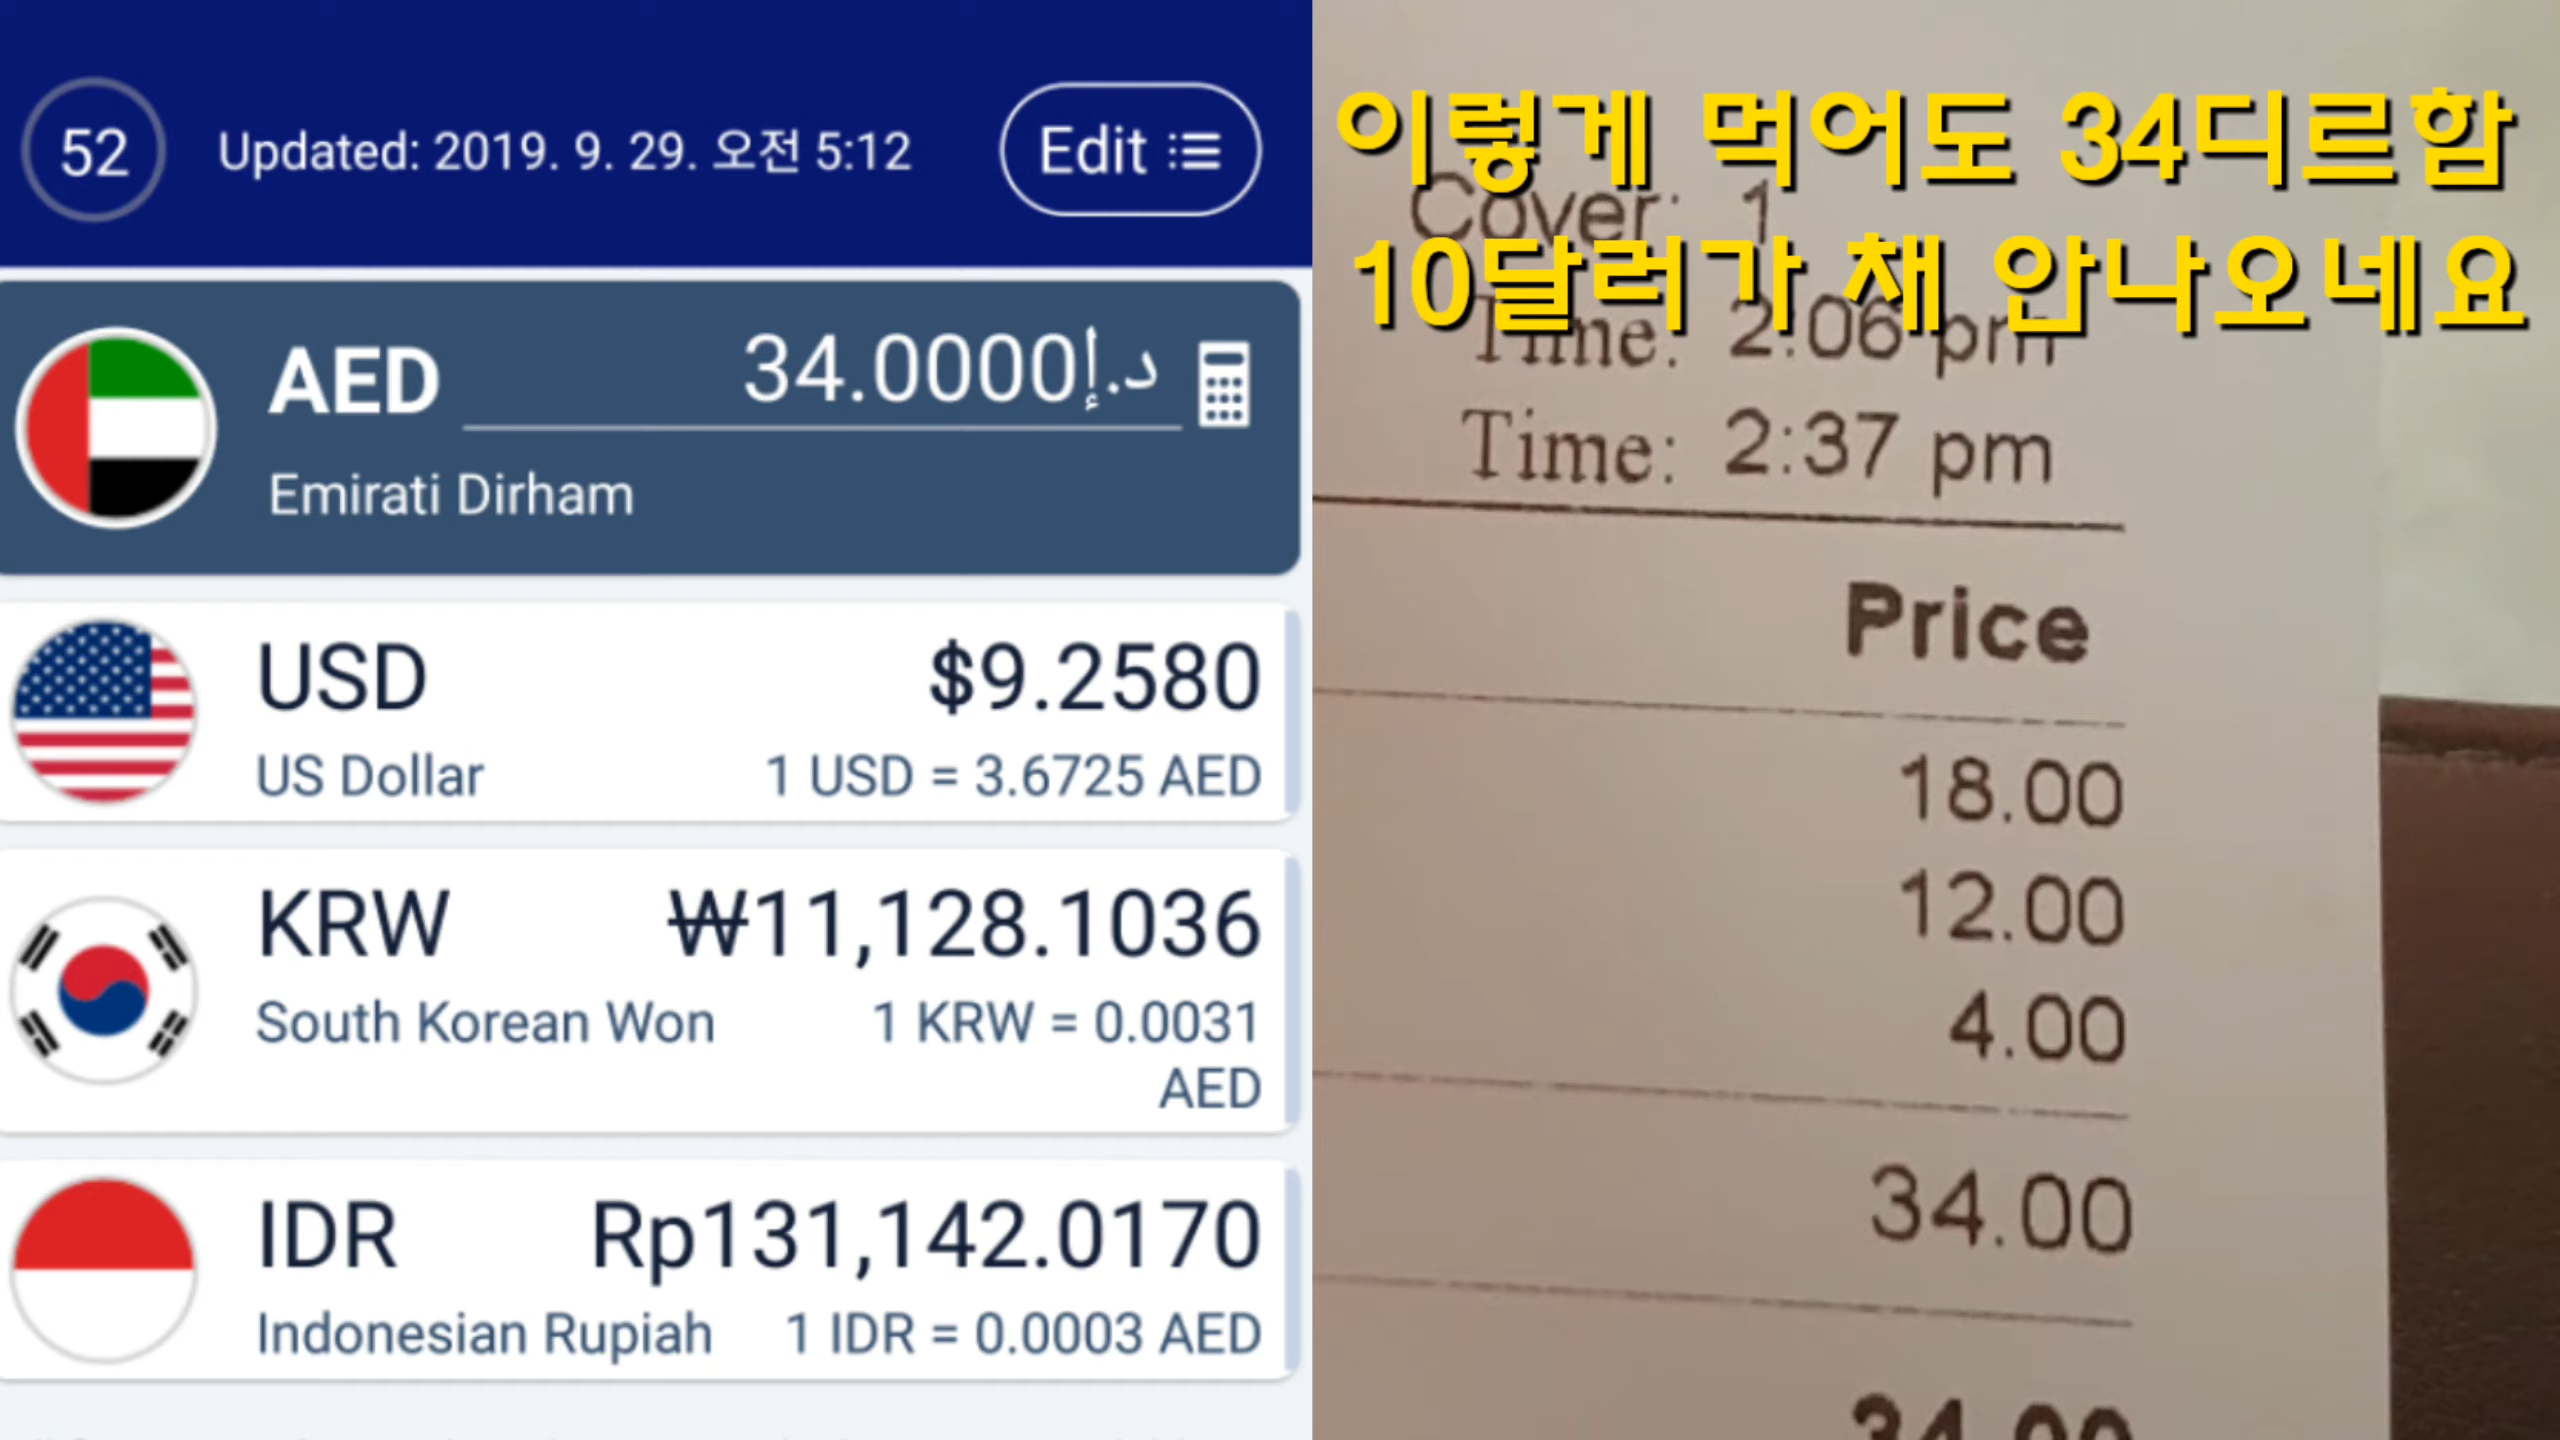 52
Updated: 2019. 9. 29. 오전 5:12
Edit
AED
34.0000د.إ
Emirati Dirham
USD
$9.2580
US Dollar
1 USD = 3.6725 AED
KRW
₩11,128.1036
South Korean Won
1 KRW = 0.0031
AED
IDR
Rp131,142.0170
Indonesian Rupiah
1 IDR = 0.0003 AED
이렇게 먹어도 34디르함
10달러가 채 안나오네요
Cover: 1
Time: 2:06 pm
Time: 2:37 pm
Price
18.00
12.00
4.00
34.00
34.00